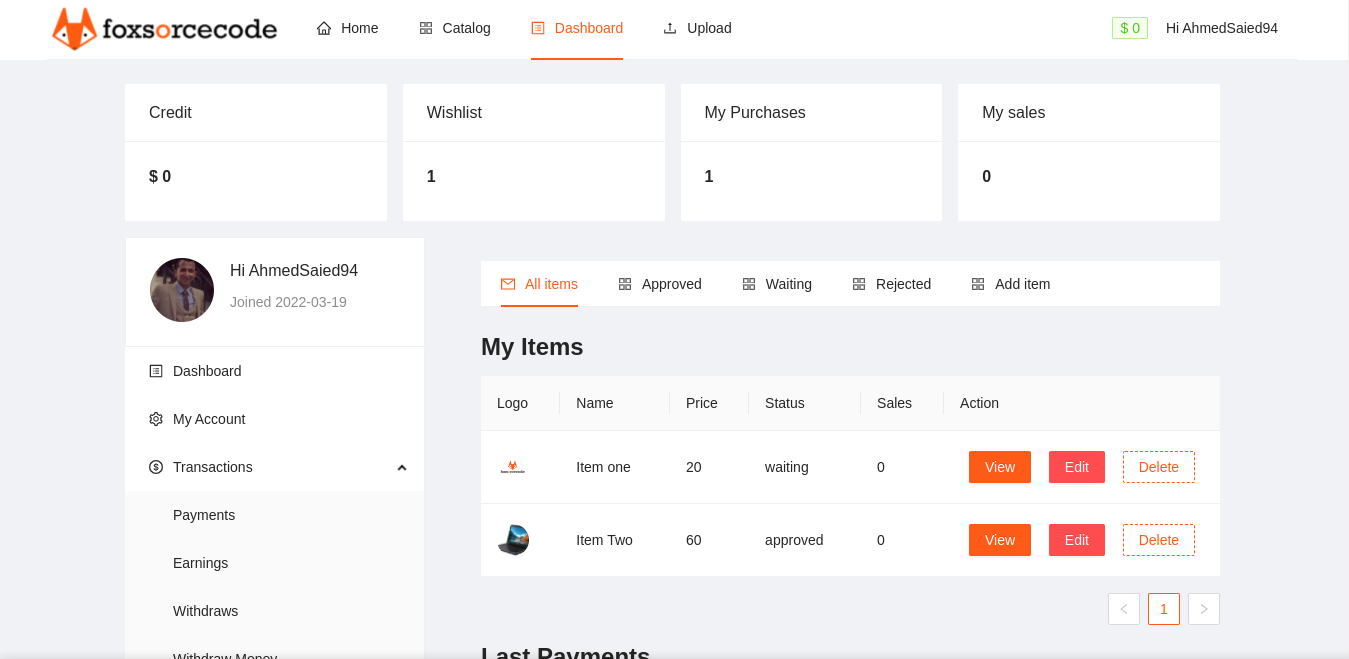 foxsorcecode Home Catalog Dashboard Upload $ 0 Hi AhmedSaied94
Credit Wishlist My Purchases My sales
$ 0 1 1 0
Hi AhmedSaied94
Joined 2022-03-19
Dashboard
My Account
Transactions
Payments
Earnings
Withdraws
Withdraw Money
All items Approved Waiting Rejected Add item
My Items
Logo Name Price Status Sales Action
Item one 20 waiting 0 View Edit Delete
Item Two 60 approved 0 View Edit Delete
1
Last Payments